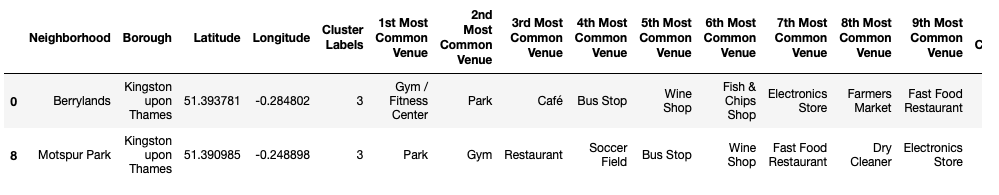 Neighborhood Borough Latitude Longitude Cluster Labels 1st Most Common Venue 2nd Most Common Venue 3rd Most Common Venue 4th Most Common Venue 5th Most Common Venue 6th Most Common Venue 7th Most Common Venue 8th Most Common Venue 9th Most Common Venue C
0 Berrylands Kingston upon Thames 51.393781 -0.284802 3 Gym / Fitness Center Park Café Bus Stop Wine Shop Fish & Chips Shop Electronics Store Farmers Market Fast Food Restaurant
8 Motspur Park Kingston upon Thames 51.390985 -0.248898 3 Park Gym Restaurant Soccer Field Bus Stop Wine Shop Fast Food Restaurant Dry Cleaner Electronics Store